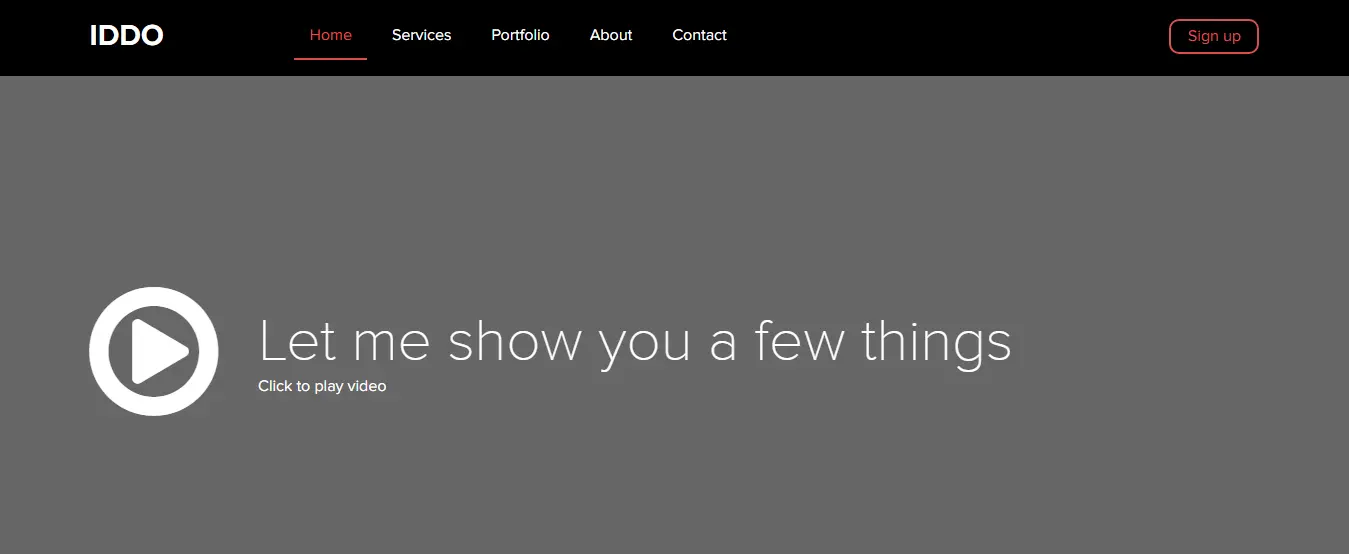 IDDO
Home Services Portfolio About Contact
Sign up
Let me show you a few things
Click to play video